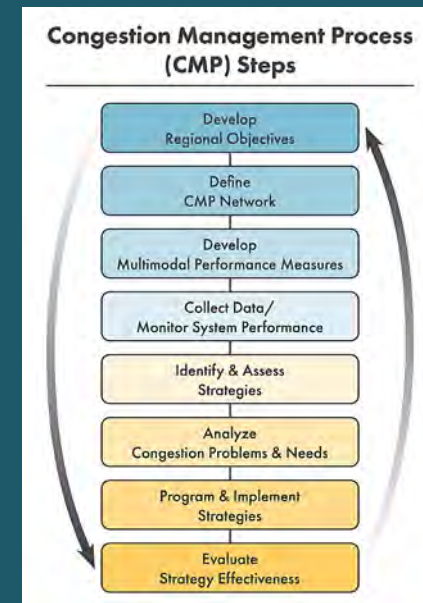 Congestion Management Process
(CMP) Steps
Develop
Regional Objectives
Define
CMP Network
Develop
Multimodal Performance Measures
Collect Data/
Monitor System Performance
Identify & Assess
Strategies
Analyze
Congestion Problems & Needs
Program & Implement
Strategies
Evaluate
Strategy Effectiveness